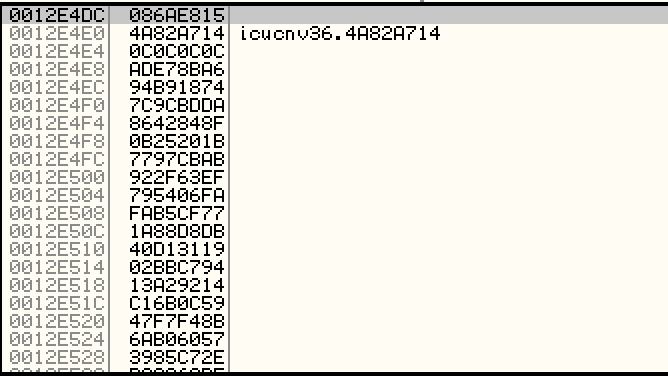 0012E4DC 086AE815
0012E4E0 4A82A714 icucnv36.4A82A714
0012E4E4 0C0C0C0C
0012E4E8 ADE78BA6
0012E4EC 94B91874
0012E4F0 7C9CBDDA
0012E4F4 8642848F
0012E4F8 0B25201B
0012E4FC 7797CBAB
0012E500 922F63EF
0012E504 795406FA
0012E508 FAB5CF77
0012E50C 1A88D8DB
0012E510 40D13119
0012E514 02BBC794
0012E518 13A29214
0012E51C C16B0C59
0012E520 47F7F48B
0012E524 6AB06057
0012E528 3985C72E